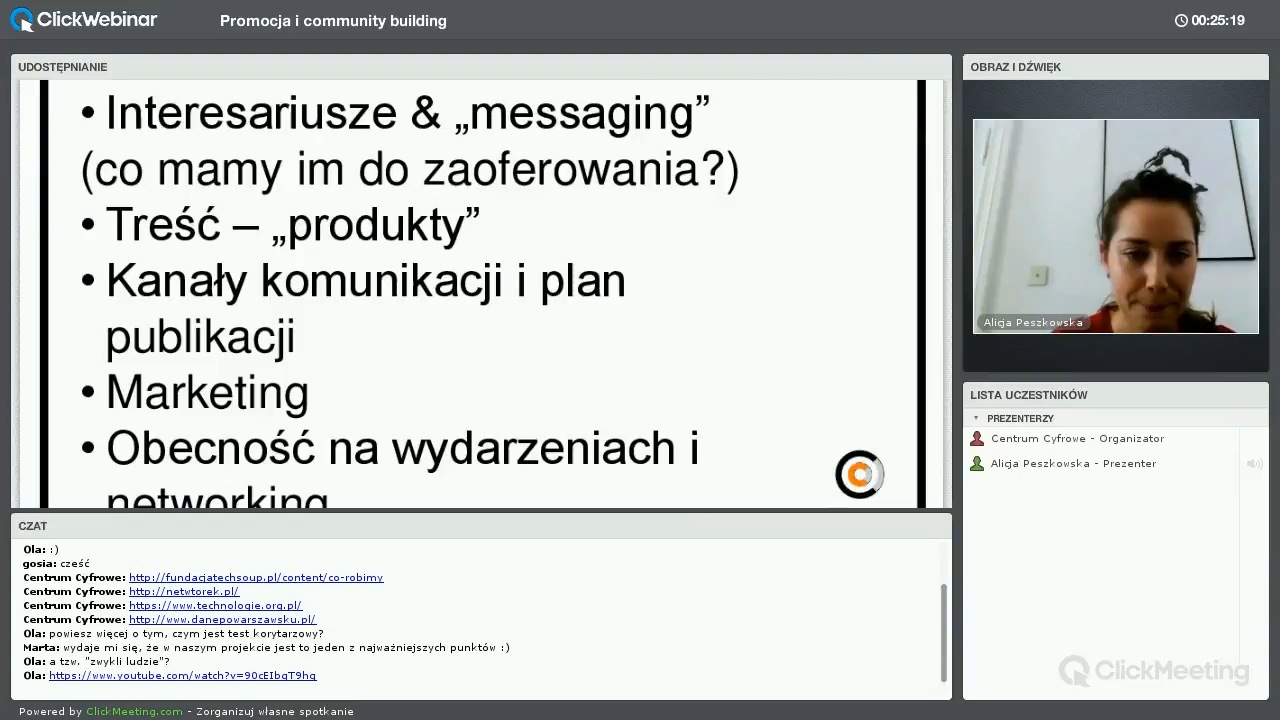 ClickWebinar
Promocja i community building
00:25:19
UDOSTĘPNIANIE
• Interesariusze & „messaging”
(co mamy im do zaoferowania?)
• Treść – „produkty”
• Kanały komunikacji i plan
publikacji
• Marketing
• Obecność na wydarzeniach i
networking
OBRAZ I DŹWIĘK
Alicja Peszkowska
LISTA UCZESTNIKÓW
PREZENTERZY
Centrum Cyfrowe - Organizator
Alicja Peszkowska - Prezenter
CZAT
Ola: :)
gosia: cześć
Centrum Cyfrowe: http://fundacjatechsoup.pl/content/co-robimy
Centrum Cyfrowe: http://netwtorek.pl/
Centrum Cyfrowe: https://www.technologie.org.pl/
Centrum Cyfrowe: http://www.danepowarszawsku.pl/
Ola: powiesz więcej o tym, czym jest test korytarzowy?
Marta: wydaje mi się, że w naszym projekcie jest to jeden z najważniejszych punktów :)
Ola: a tzw. "zwykli ludzie"?
Ola: https://www.youtube.com/watch?v=90cEIbqT9hg
ClickMeeting
Powered by ClickMeeting.com - Zorganizuj własne spotkanie